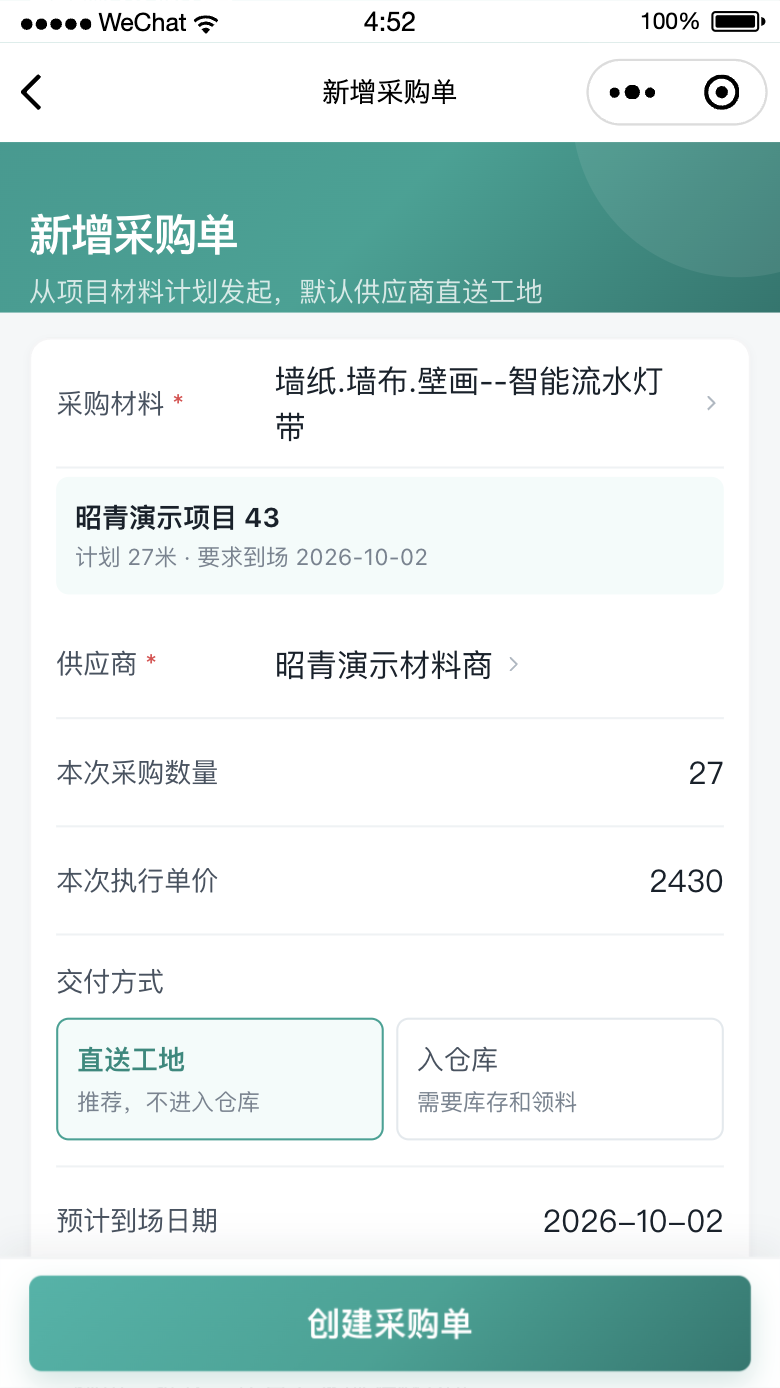 ●●●●● WeChat 4:52 100%
新增采购单
新增采购单
从项目材料计划发起，默认供应商直送工地
采购材料 * 墙纸.墙布.壁画--智能流水灯
带
昭青演示项目 43
计划 27米 · 要求到场 2026-10-02
供应商 * 昭青演示材料商
本次采购数量 27
本次执行单价 2430
交付方式
直送工地 入仓库
推荐，不进入仓库 需要库存和领料
预计到场日期 2026-10-02
创建采购单